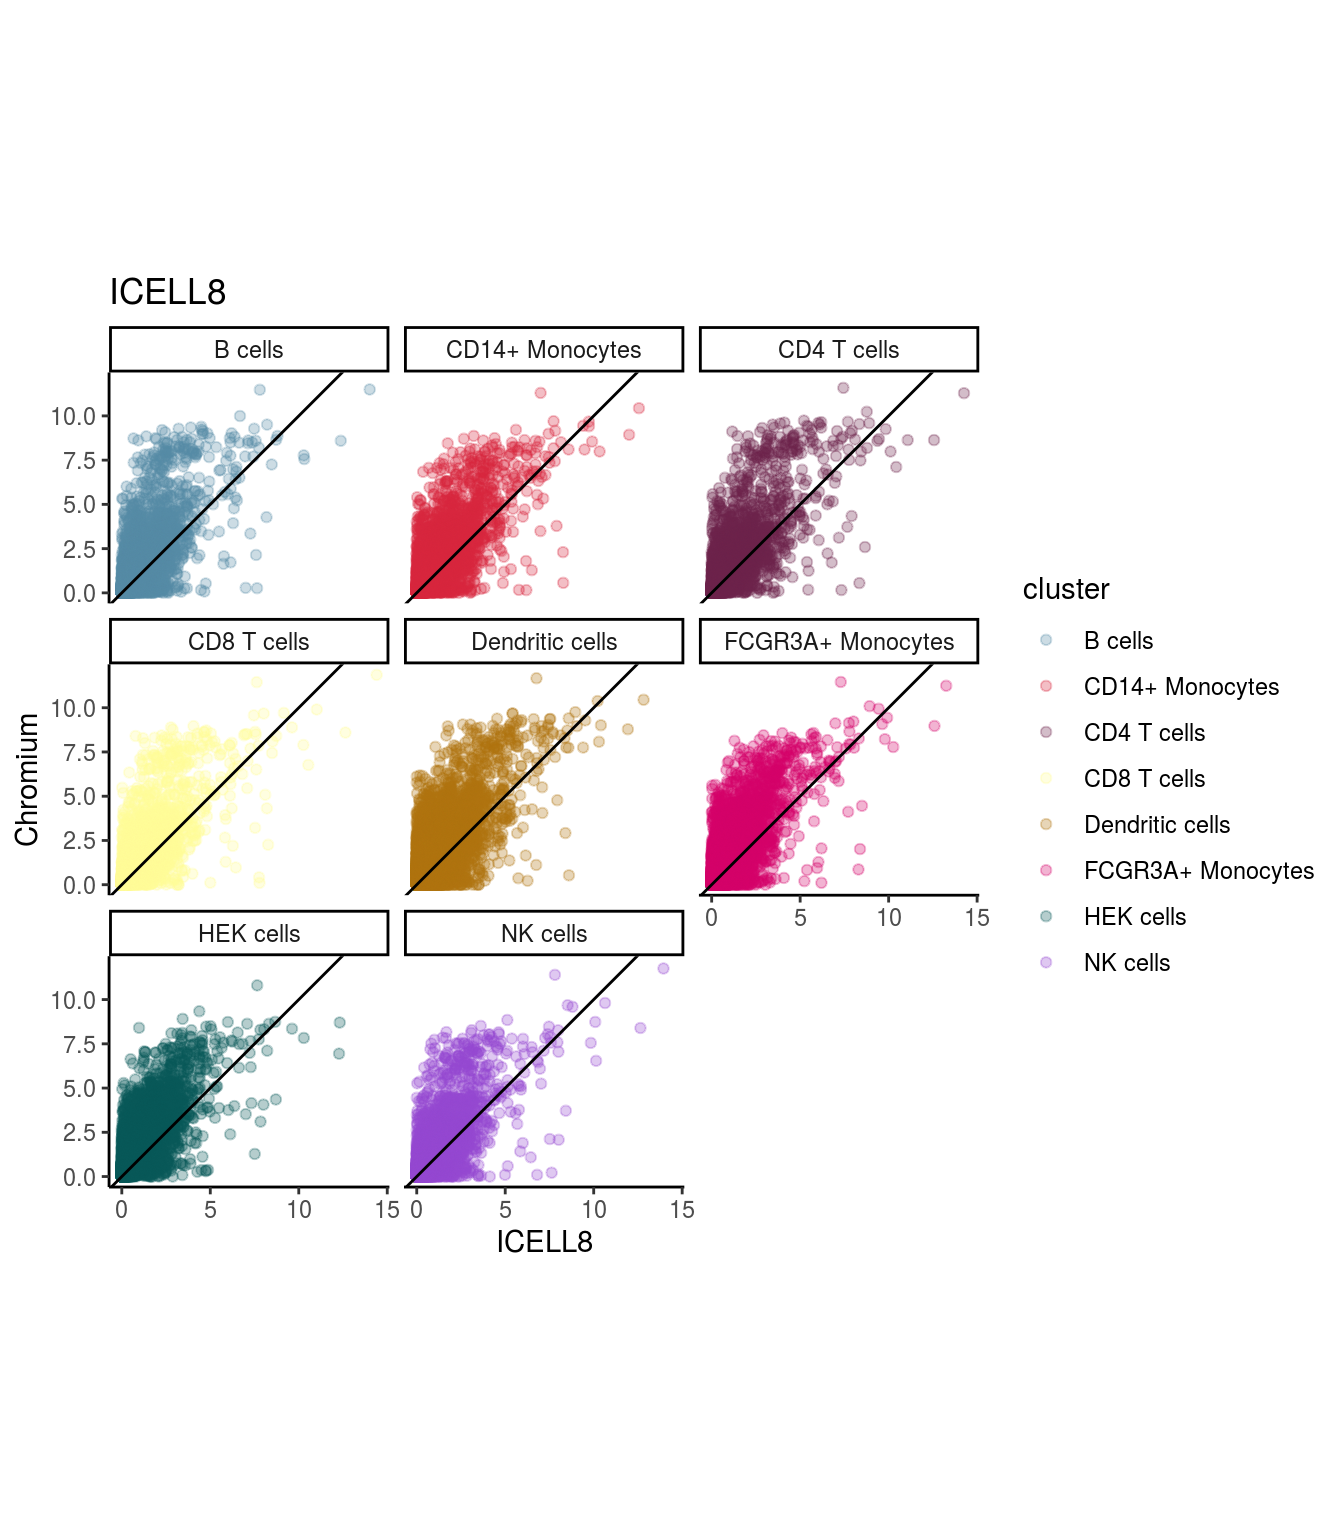 ICELL8
B cells
CD14+ Monocytes
CD4 T cells
10.0
7.5
5.0
2.5
0.0
CD8 T cells
Dendritic cells
FCGR3A+ Monocytes
10.0
7.5
5.0
2.5
0.0
0 5 10 15
HEK cells
NK cells
10.0
7.5
5.0
2.5
0.0
0 5 10 15
0 5 10 15
Chromium
ICELL8
cluster
B cells
CD14+ Monocytes
CD4 T cells
CD8 T cells
Dendritic cells
FCGR3A+ Monocytes
HEK cells
NK cells